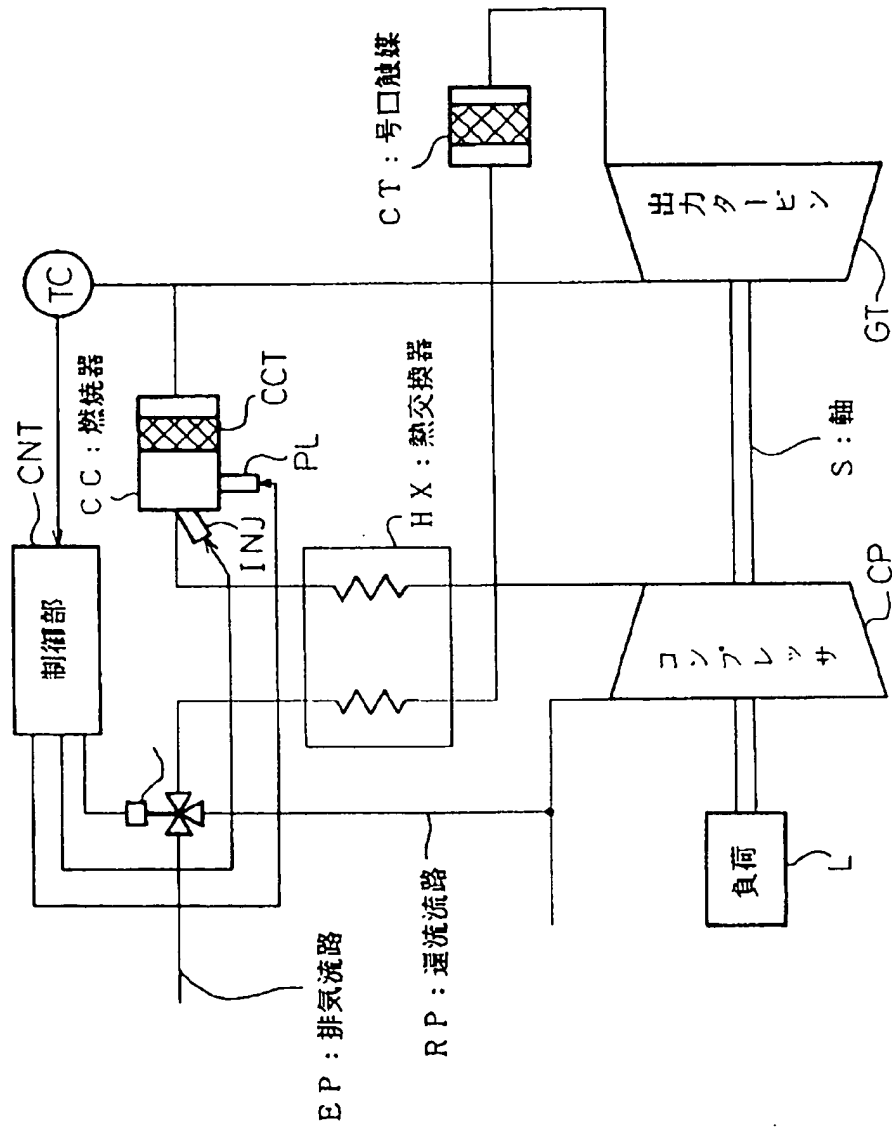 TC
CNT
制御部
CC:燃焼器
CCT
PL
INJ
CT:号口触媒
HX:熱交換器
EP:排気流路
RP:還流流路
出力タービン
GT
S:軸
コンプレッサ
CP
負荷
L